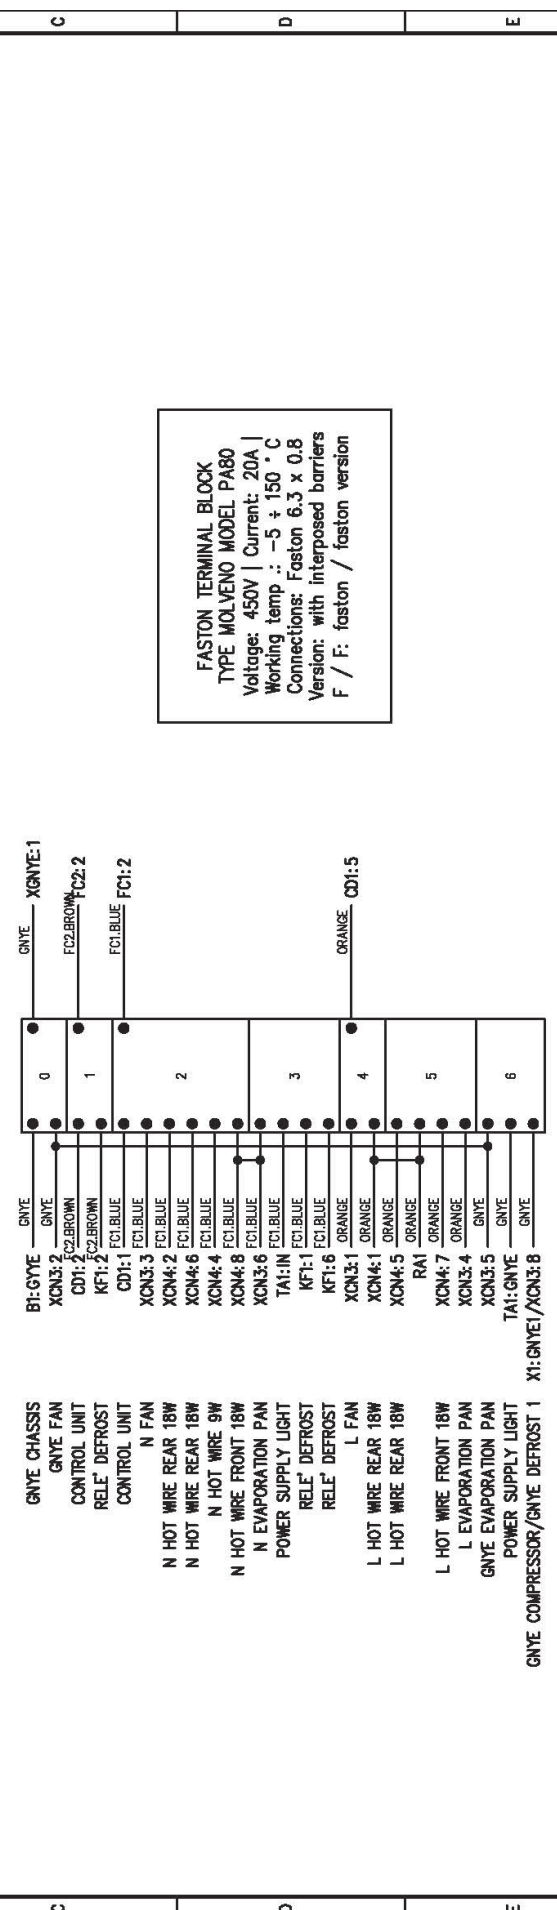 C
D
E
FASTON TERMINAL BLOCK
TYPE MOLVENO MODEL PA80
Voltage: 450V | Current: 20A |
Working temp .: −5 ÷ 150 ° C
Connections: Faston 6.3 x 0.8
Version: with interposed barriers
F / F: faston / faston version
GNYE CHASSIS B1:GYYE GNYE GNYE XGNYE:1
0
GNYE FAN XCN3:2 GNYE
CONTROL UNIT CD1:2 FC2.BROWN FC2.BROWN FC2:2
1
RELE' DEFROST KF1:2 FC2.BROWN
CONTROL UNIT CD1:1 FC1.BLUE FC1.BLUE FC1:2
N FAN XCN3:3 FC1.BLUE
N HOT WIRE REAR 18W XCN4:2 FC1.BLUE
2
N HOT WIRE REAR 18W XCN4:6 FC1.BLUE
N HOT WIRE 9W XCN4:4 FC1.BLUE
N HOT WIRE FRONT 18W XCN4:8 FC1.BLUE
N EVAPORATION PAN XCN3:6 FC1.BLUE
POWER SUPPLY LIGHT TA1:IN FC1.BLUE
3
RELE' DEFROST KF1:1 FC1.BLUE
RELE' DEFROST KF1:6 FC1.BLUE
L FAN XCN3:1 ORANGE ORANGE CD1:5
4
L HOT WIRE REAR 18W XCN4:1 ORANGE
L HOT WIRE REAR 18W XCN4:5 ORANGE
RA1 ORANGE
5
L HOT WIRE FRONT 18W XCN4:7 ORANGE
L EVAPORATION PAN XCN3:4 ORANGE
GNYE EVAPORATION PAN XCN3:5 GNYE
POWER SUPPLY LIGHT TA1:GNYE GNYE
6
GNYE COMPRESSOR/GNYE DEFROST 1 X1:GNYE1/XCN3:8 GNYE
D